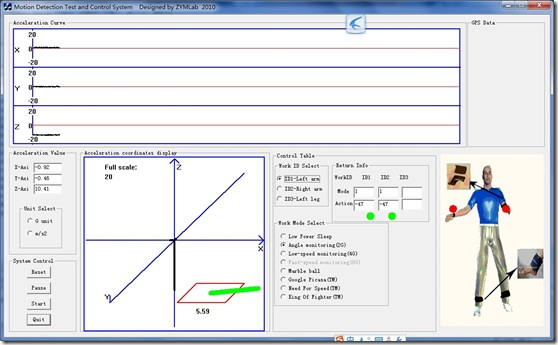 Motion Detection Test and Control System Designed by ZYMLab 2010
Acceleration Curve
GPS Data
20
X
20
20
Y
20
20
Z
20
Acceleration Value
X-Axi -0.92
Y-Axi -0.46
Z-Axi 10.41
Unit Select
G unit
m/s2
System Control
Reset
Pause
Start
Quit
Acceleration coordinates display
Full scale:
20
Z
X
Y
5.59
Control Table
Work ID Select
ID1-Left arm
ID2-Right arm
ID3-Left leg
Return Info
WorkID ID1 ID2 ID3
Mode 1 1
Action -47 -47
Work Mode Select
Low Power Sleep
Angle monitoring(2G)
Low-speed monitoring(4G)
Fast-speed monitoring(8G)
Marble ball
Google Picasa(TM)
Need For Speed(TM)
King Of Fighter(TM)
中